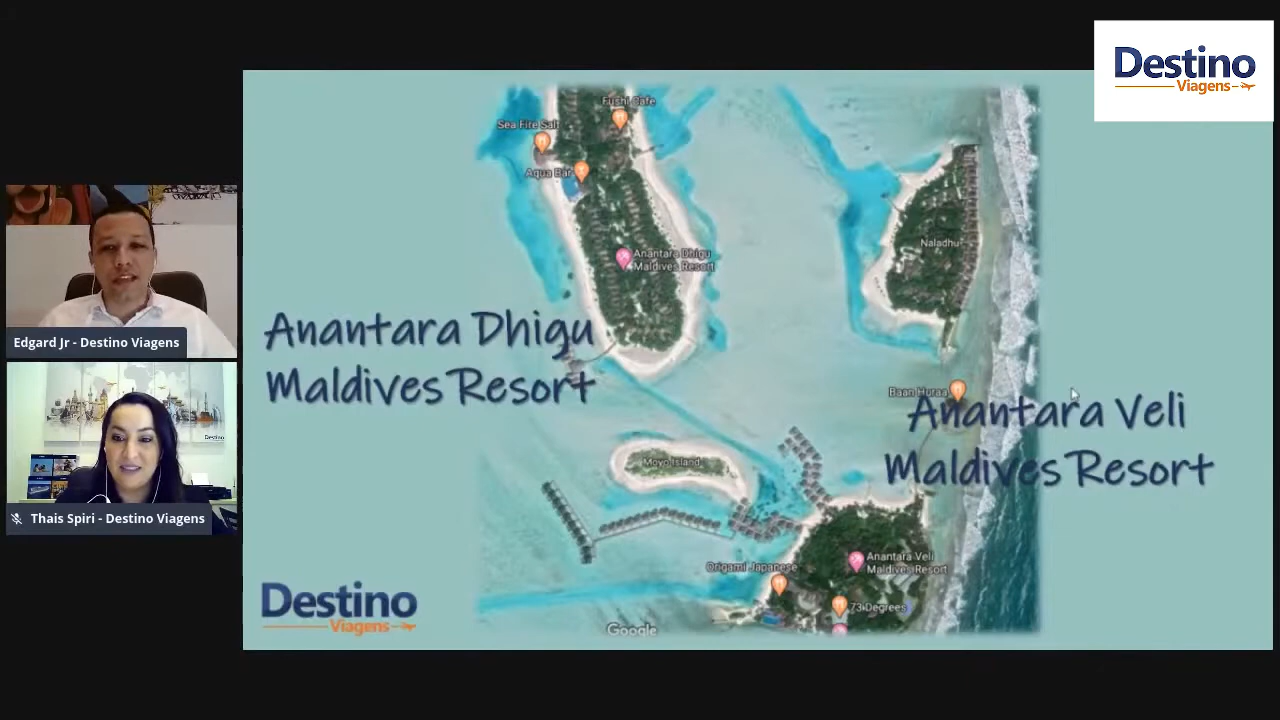 Destino
Viagens
Fushi Cafe
Sea Fire Salt
Aqua Bar
Anantara Dhigu
Maldives Resort
Naladhu
Anantara Dhigu
Maldives Resort
Edgard Jr - Destino Viagens
Baan Huraa
Anantara Veli
Maldives Resort
Moyo Island
Destino
Thais Spiri - Destino Viagens
Origami Japanese
Anantara Veli
Maldives Resort
73 Degrees
Destino
Viagens
Google